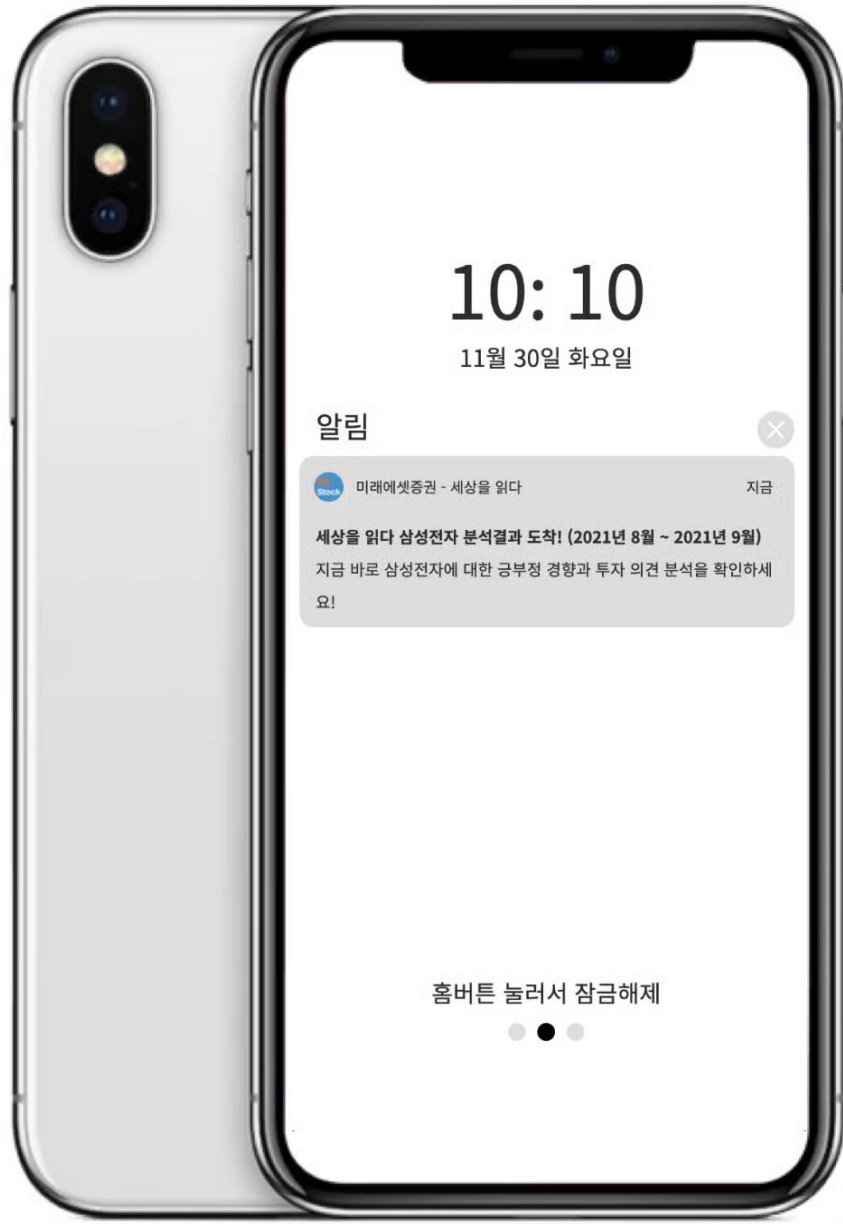 10: 10
11월 30일 화요일
알림
Stock 미래에셋증권 - 세상을 읽다 지금
세상을 읽다 삼성전자 분석결과 도착! (2021년 8월 ~ 2021년 9월)
지금 바로 삼성전자에 대한 긍부정 경향과 투자 의견 분석을 확인하세
요!
홈버튼 눌러서 잠금해제